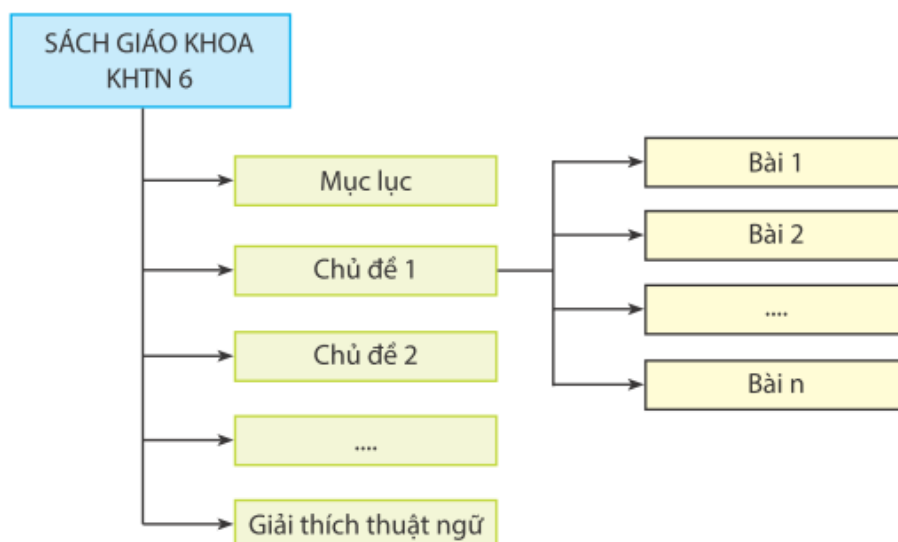 SÁCH GIÁO KHOA
KHTN 6
Mục lục
Chủ đề 1
Chủ đề 2
....
Giải thích thuật ngữ
Bài 1
Bài 2
....
Bài n